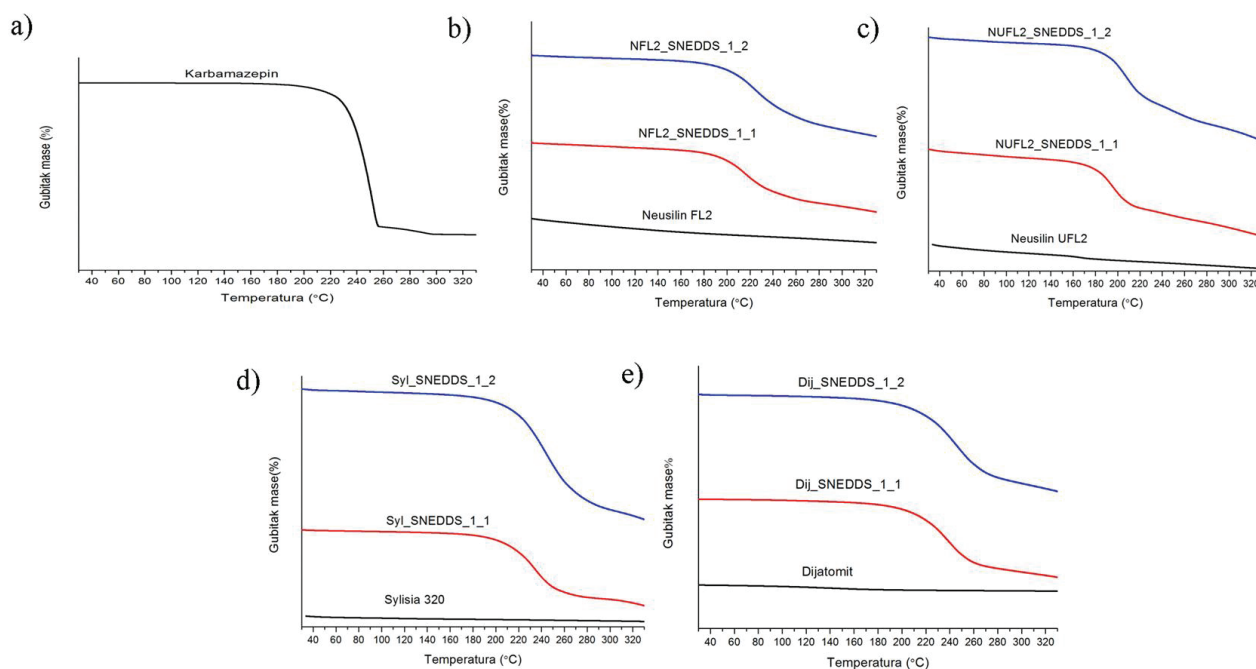 a)
Karbamazepin
Gubitak mase (%)
40 60 80 100 120 140 160 180 200 220 240 260 280 300 320
Temperatura (°C)
b)
NFL2_SNEDDS_1_2
NFL2_SNEDDS_1_1
Neusilin FL2
Gubitak mase(%)
40 60 80 100 120 140 160 180 200 220 240 260 280 300 320
Temperatura (°C)
c)
NUFL2_SNEDDS_1_2
NUFL2_SNEDDS_1_1
Neusilin UFL2
Gubitak mase(%)
40 60 80 100 120 140 160 180 200 220 240 260 280 300 320
Temperatura (°C)
d)
Syl_SNEDDS_1_2
Syl_SNEDDS_1_1
Sylisia 320
Gubitak mase(%)
40 60 80 100 120 140 160 180 200 220 240 260 280 300 320
Temperatura (°C)
e)
Dij_SNEDDS_1_2
Dij_SNEDDS_1_1
Dijatomit
Gubitak mase%
40 60 80 100 120 140 160 180 200 220 240 260 280 300 320
Temperatura (°C)